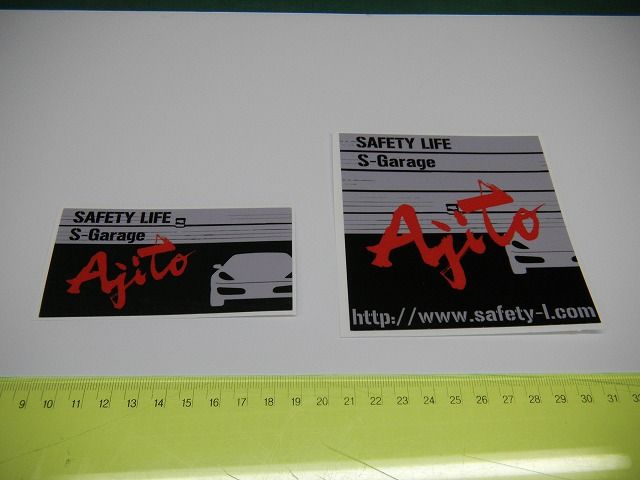 SAFETY LIFE
S-Garage
Ajito
SAFETY LIFE
S-Garage
Ajito
http://www.safety-l.com
9 10 11 12 13 14 15 16 17 18 19 20 21 22 23 24 25 26 27 28 29 30 31 32